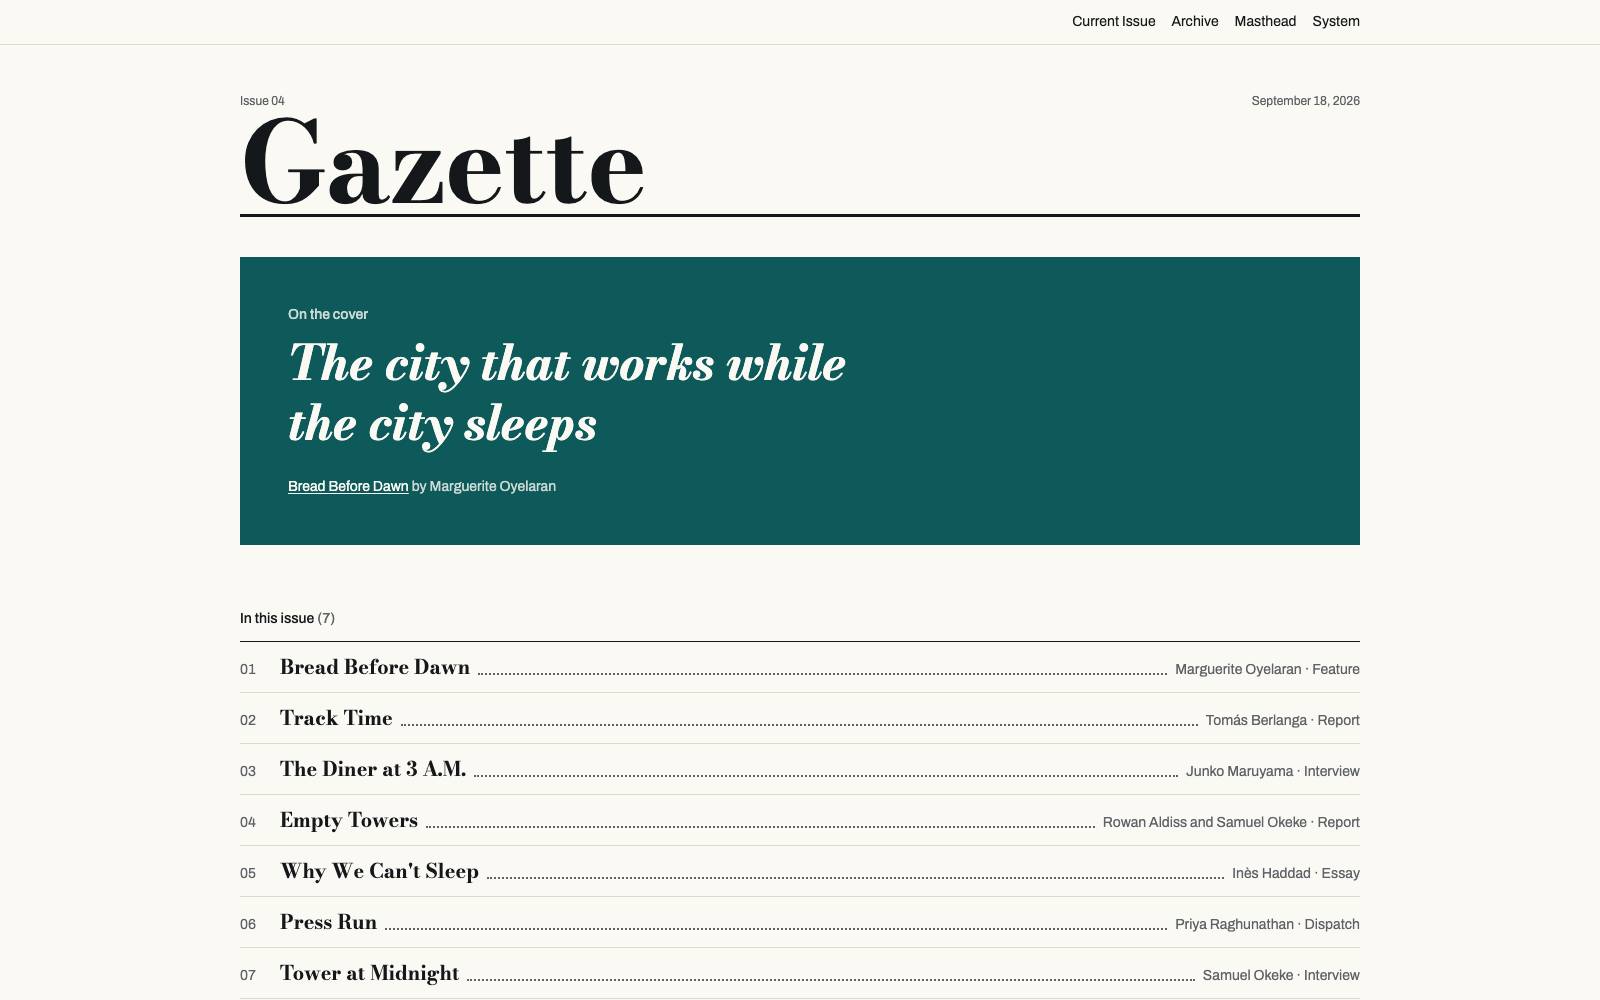 Current Issue Archive Masthead System
Issue 04 September 18, 2026
Gazette
On the cover
The city that works while
the city sleeps
Bread Before Dawn by Marguerite Oyelaran
In this issue (7)
01 Bread Before Dawn Marguerite Oyelaran · Feature
02 Track Time Tomás Berlanga · Report
03 The Diner at 3 A.M. Junko Maruyama · Interview
04 Empty Towers Rowan Aldiss and Samuel Okeke · Report
05 Why We Can't Sleep Inès Haddad · Essay
06 Press Run Priya Raghunathan · Dispatch
07 Tower at Midnight Samuel Okeke · Interview